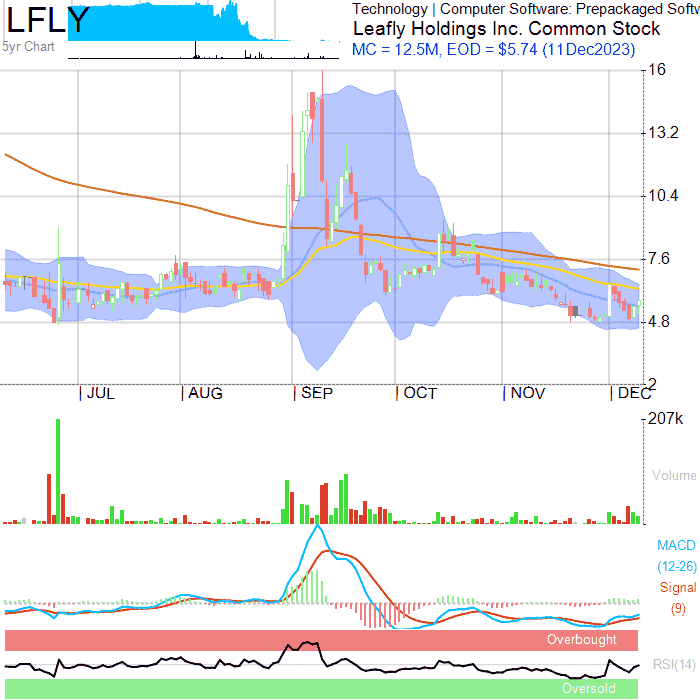 LFLY
5yr Chart
Technology | Computer Software: Prepackaged Softw
Leafly Holdings Inc. Common Stock
MC = 12.5M, EOD = $5.74 (11Dec2023)
16
13.2
10.4
7.6
4.8
2
JUL AUG SEP OCT NOV DEC
207k
Volume
MACD
(12-26)
Signal
(9)
Overbought
RSI(14)
Oversold